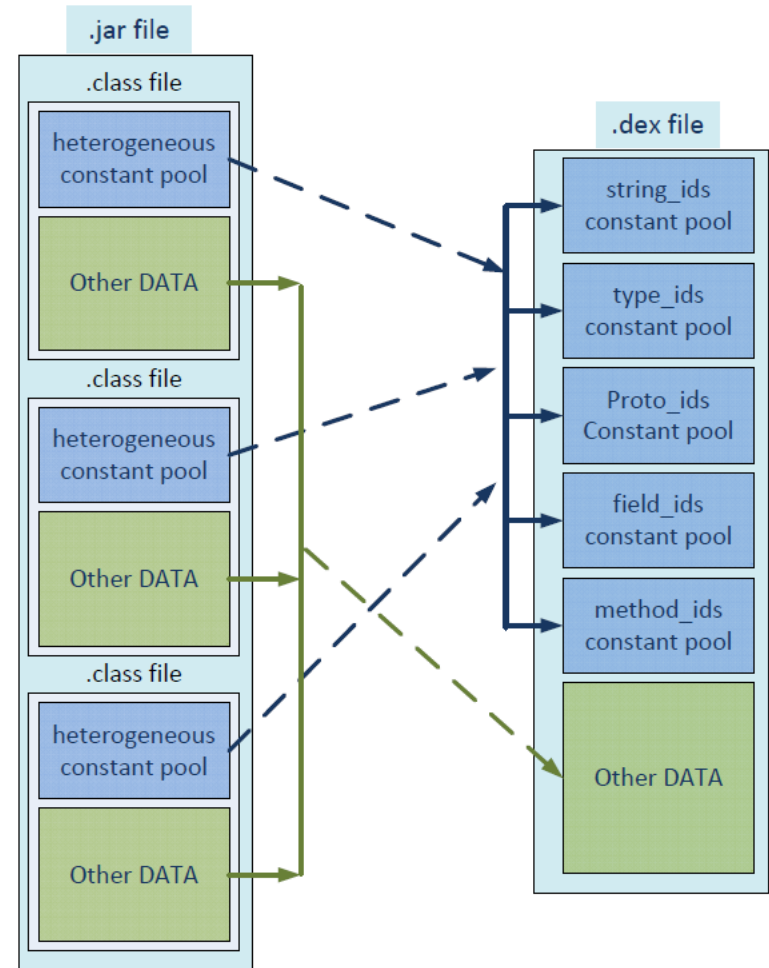 .jar file
.class file
heterogeneous
constant pool
Other DATA
.class file
heterogeneous
constant pool
Other DATA
.class file
heterogeneous
constant pool
Other DATA
.dex file
string_ids
constant pool
type_ids
constant pool
Proto_ids
Constant pool
field_ids
constant pool
method_ids
constant pool
Other DATA